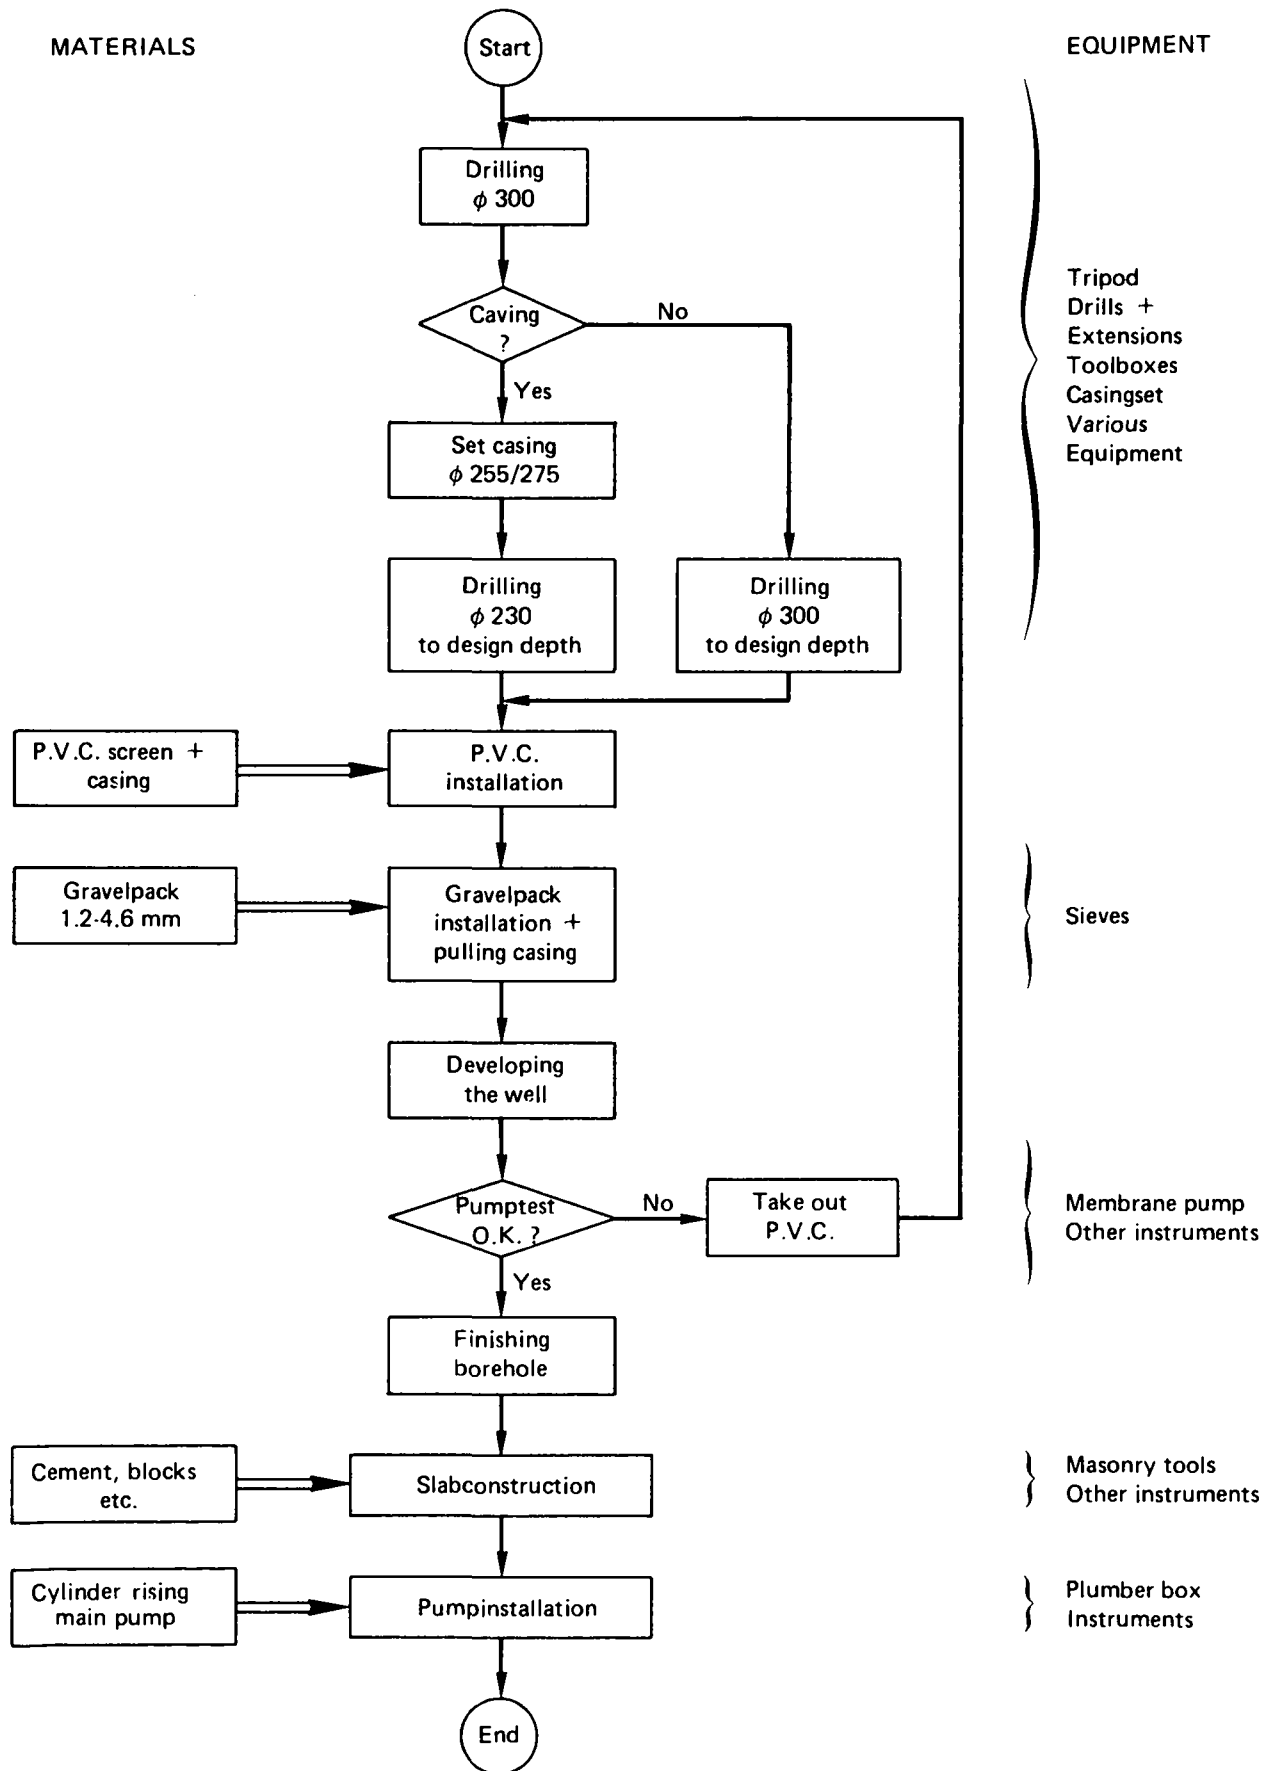 MATERIALS
Start
EQUIPMENT
Drilling
ϕ 300
Caving
?
No
Yes
Tripod
Drills +
Extensions
Toolboxes
Casingset
Various
Equipment
Set casing
ϕ 255/275
Drilling
ϕ 230
to design depth
Drilling
ϕ 300
to design depth
P.V.C. screen +
casing
P.V.C.
installation
Gravelpack
1.2-4.6 mm
Gravelpack
installation +
pulling casing
Sieves
Developing
the well
Pumptest
O.K. ?
No
Yes
Take out
P.V.C.
Membrane pump
Other instruments
Finishing
borehole
Cement, blocks
etc.
Slabconstruction
Masonry tools
Other instruments
Cylinder rising
main pump
Pumpinstallation
Plumber box
Instruments
End